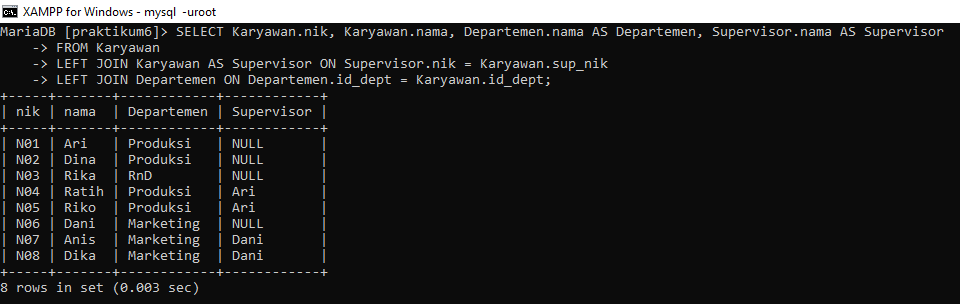 XAMPP for Windows - mysql -uroot
MariaDB [praktikum6]> SELECT Karyawan.nik, Karyawan.nama, Departemen.nama AS Departemen, Supervisor.nama AS Supervisor
    -> FROM Karyawan
    -> LEFT JOIN Karyawan AS Supervisor ON Supervisor.nik = Karyawan.sup_nik
    -> LEFT JOIN Departemen ON Departemen.id_dept = Karyawan.id_dept;
+-----+-------+------------+------------+
| nik | nama  | Departemen | Supervisor |
+-----+-------+------------+------------+
| N01 | Ari   | Produksi   | NULL       |
| N02 | Dina  | Produksi   | NULL       |
| N03 | Rika  | RnD        | NULL       |
| N04 | Ratih | Produksi   | Ari        |
| N05 | Riko  | Produksi   | Ari        |
| N06 | Dani  | Marketing  | NULL       |
| N07 | Anis  | Marketing  | Dani       |
| N08 | Dika  | Marketing  | Dani       |
+-----+-------+------------+------------+
8 rows in set (0.003 sec)